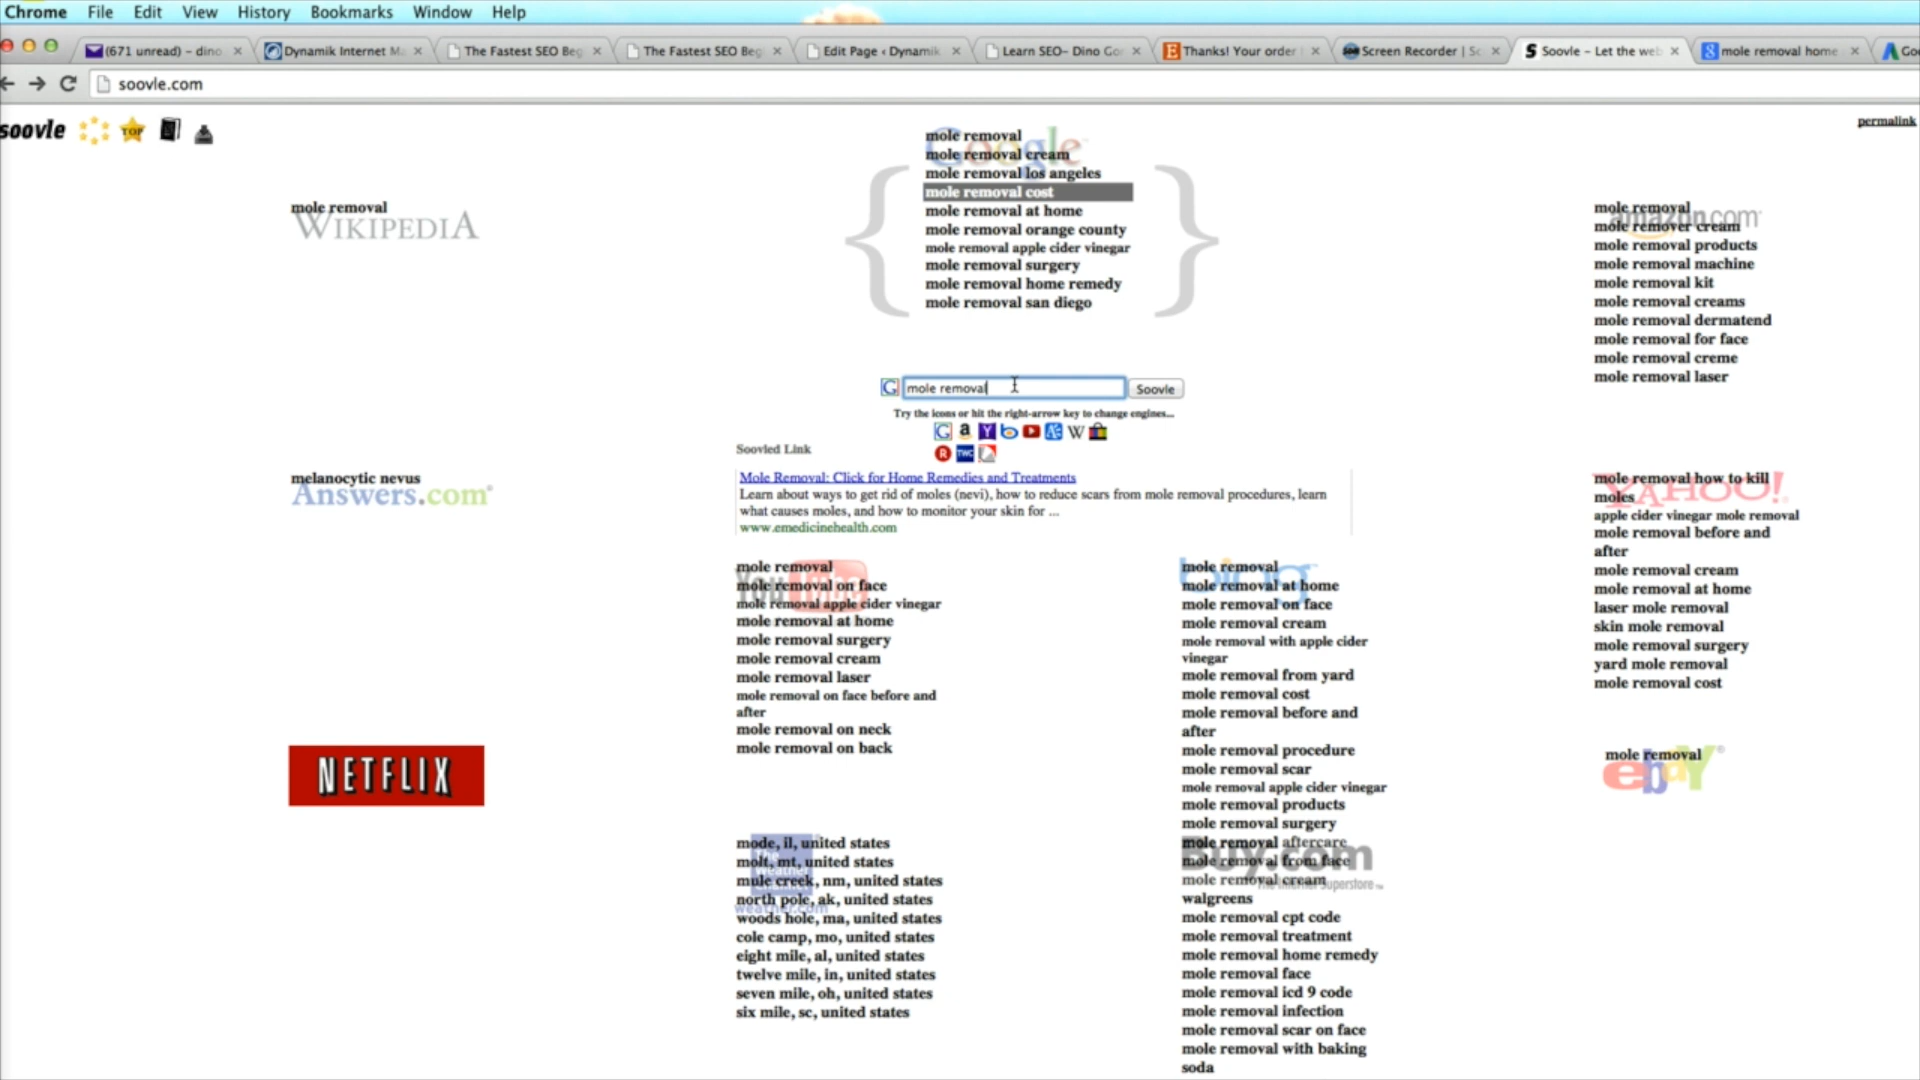 Chrome File Edit View History Bookmarks Window Help
(671 unread) – dino
Dynamik Internet Ma
The Fastest SEO Beg
The Fastest SEO Beg
Edit Page ‹ Dynamik
Learn SEO– Dino Go
Thanks! Your order
Screen Recorder | Sc
Soovle – Let the web
mole removal home
Goo
soovle.com
soovle
TOP
permalink
Google
mole removal
mole removal cream
mole removal los angeles
mole removal cost
mole removal at home
mole removal orange county
mole removal apple cider vinegar
mole removal surgery
mole removal home remedy
mole removal san diego
mole removal
WIKIPEDIA
amazon.com
mole removal
mole remover cream
mole removal products
mole removal machine
mole removal kit
mole removal creams
mole removal dermatend
mole removal for face
mole removal creme
mole removal laser
mole removal
Soovle
Try the icons or hit the right-arrow key to change engines...
Soovled Link
Mole Removal: Click for Home Remedies and Treatments
Learn about ways to get rid of moles (nevi), how to reduce scars from mole removal procedures, learn
what causes moles, and how to monitor your skin for ...
www.emedicinehealth.com
melanocytic nevus
Answers.com
YAHOO!
mole removal how to kill
moles
apple cider vinegar mole removal
mole removal before and
after
mole removal cream
mole removal at home
laser mole removal
skin mole removal
mole removal surgery
yard mole removal
mole removal cost
YouTube
mole removal
mole removal on face
mole removal apple cider vinegar
mole removal at home
mole removal surgery
mole removal cream
mole removal laser
mole removal on face before and
after
mole removal on neck
mole removal on back
bing
mole removal
mole removal at home
mole removal on face
mole removal cream
mole removal with apple cider
vinegar
mole removal from yard
mole removal cost
mole removal before and
after
mole removal procedure
mole removal scar
mole removal apple cider vinegar
mole removal products
mole removal surgery
mole removal aftercare
mole removal from face
mole removal cream
walgreens
mole removal cpt code
mole removal treatment
mole removal home remedy
mole removal face
mole removal icd 9 code
mole removal infection
mole removal scar on face
mole removal with baking
soda
NETFLIX
mole removal
ebay
The Weather Channel
weather.com
mode, il, united states
molt, mt, united states
mule creek, nm, united states
north pole, ak, united states
woods hole, ma, united states
cole camp, mo, united states
eight mile, al, united states
twelve mile, in, united states
seven mile, oh, united states
six mile, sc, united states
Buy.com
The Internet Superstore